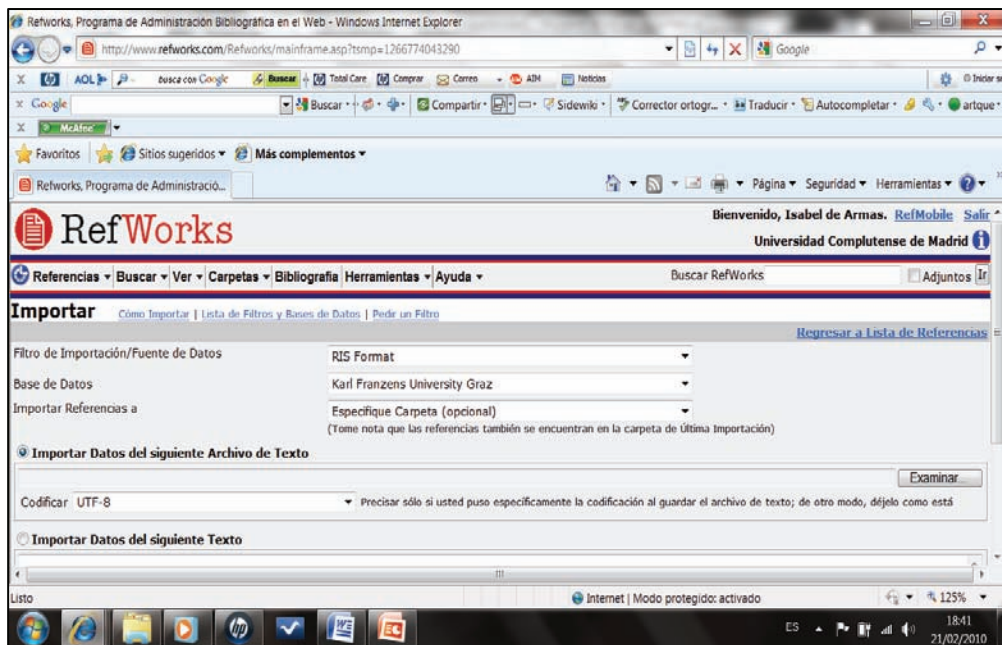 Refworks, Programa de Administración Bibliográfica en el Web - Windows Internet Explorer
http://www.refworks.com/Refworks/mainframe.asp?tsmp=1266774043290
Google
AOL busca con Google Buscar Total Care Comprar Correo AIM Noticias Iniciar se
Google Buscar Compartir Sidewiki Corrector ortogr... Traducir Autocompletar artque
McAfee
Favoritos Sitios sugeridos Más complementos
Refworks, Programa de Administració... Página Seguridad Herramientas
RefWorks
Bienvenido, Isabel de Armas. RefMobile Salir
Universidad Complutense de Madrid
Referencias Buscar Ver Carpetas Bibliografia Herramientas Ayuda Buscar RefWorks Adjuntos Ir
Importar Cómo Importar | Lista de Filtros y Bases de Datos | Pedir un Filtro
Regresar a Lista de Referencias
Filtro de Importación/Fuente de Datos RIS Format
Base de Datos Karl Franzens University Graz
Importar Referencias a Especifique Carpeta (opcional)
(Tome nota que las referencias también se encuentran en la carpeta de Última Importación)
Importar Datos del siguiente Archivo de Texto
Examinar...
Codificar UTF-8 Precisar sólo si usted puso específicamente la codificación al guardar el archivo de texto; de otro modo, déjelo como está
Importar Datos del siguiente Texto
Listo Internet | Modo protegido: activado 125%
ES 18:41
21/02/2010